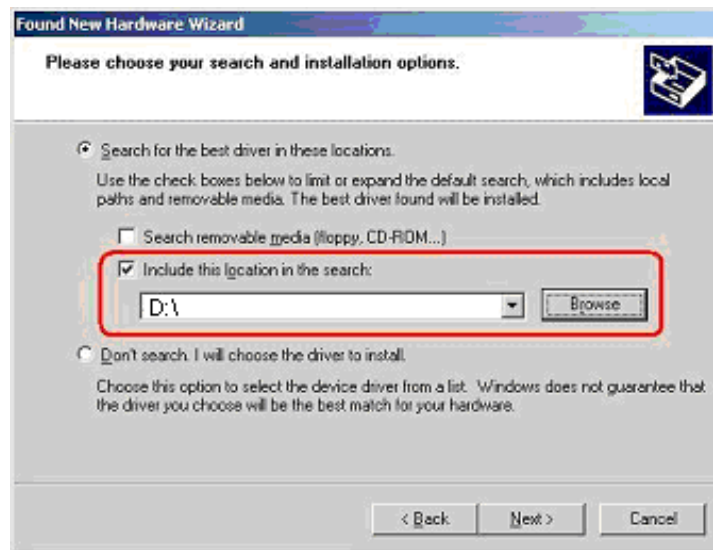 Found New Hardware Wizard
Please choose your search and installation options.
Search for the best driver in these locations.
Use the check boxes below to limit or expand the default search, which includes local
paths and removable media. The best driver found will be installed.
Search removable media (floppy, CD-ROM...)
Include this location in the search:
D:\
Browse
Don't search. I will choose the driver to install.
Choose this option to select the device driver from a list. Windows does not guarantee that
the driver you choose will be the best match for your hardware.
< Back
Next >
Cancel